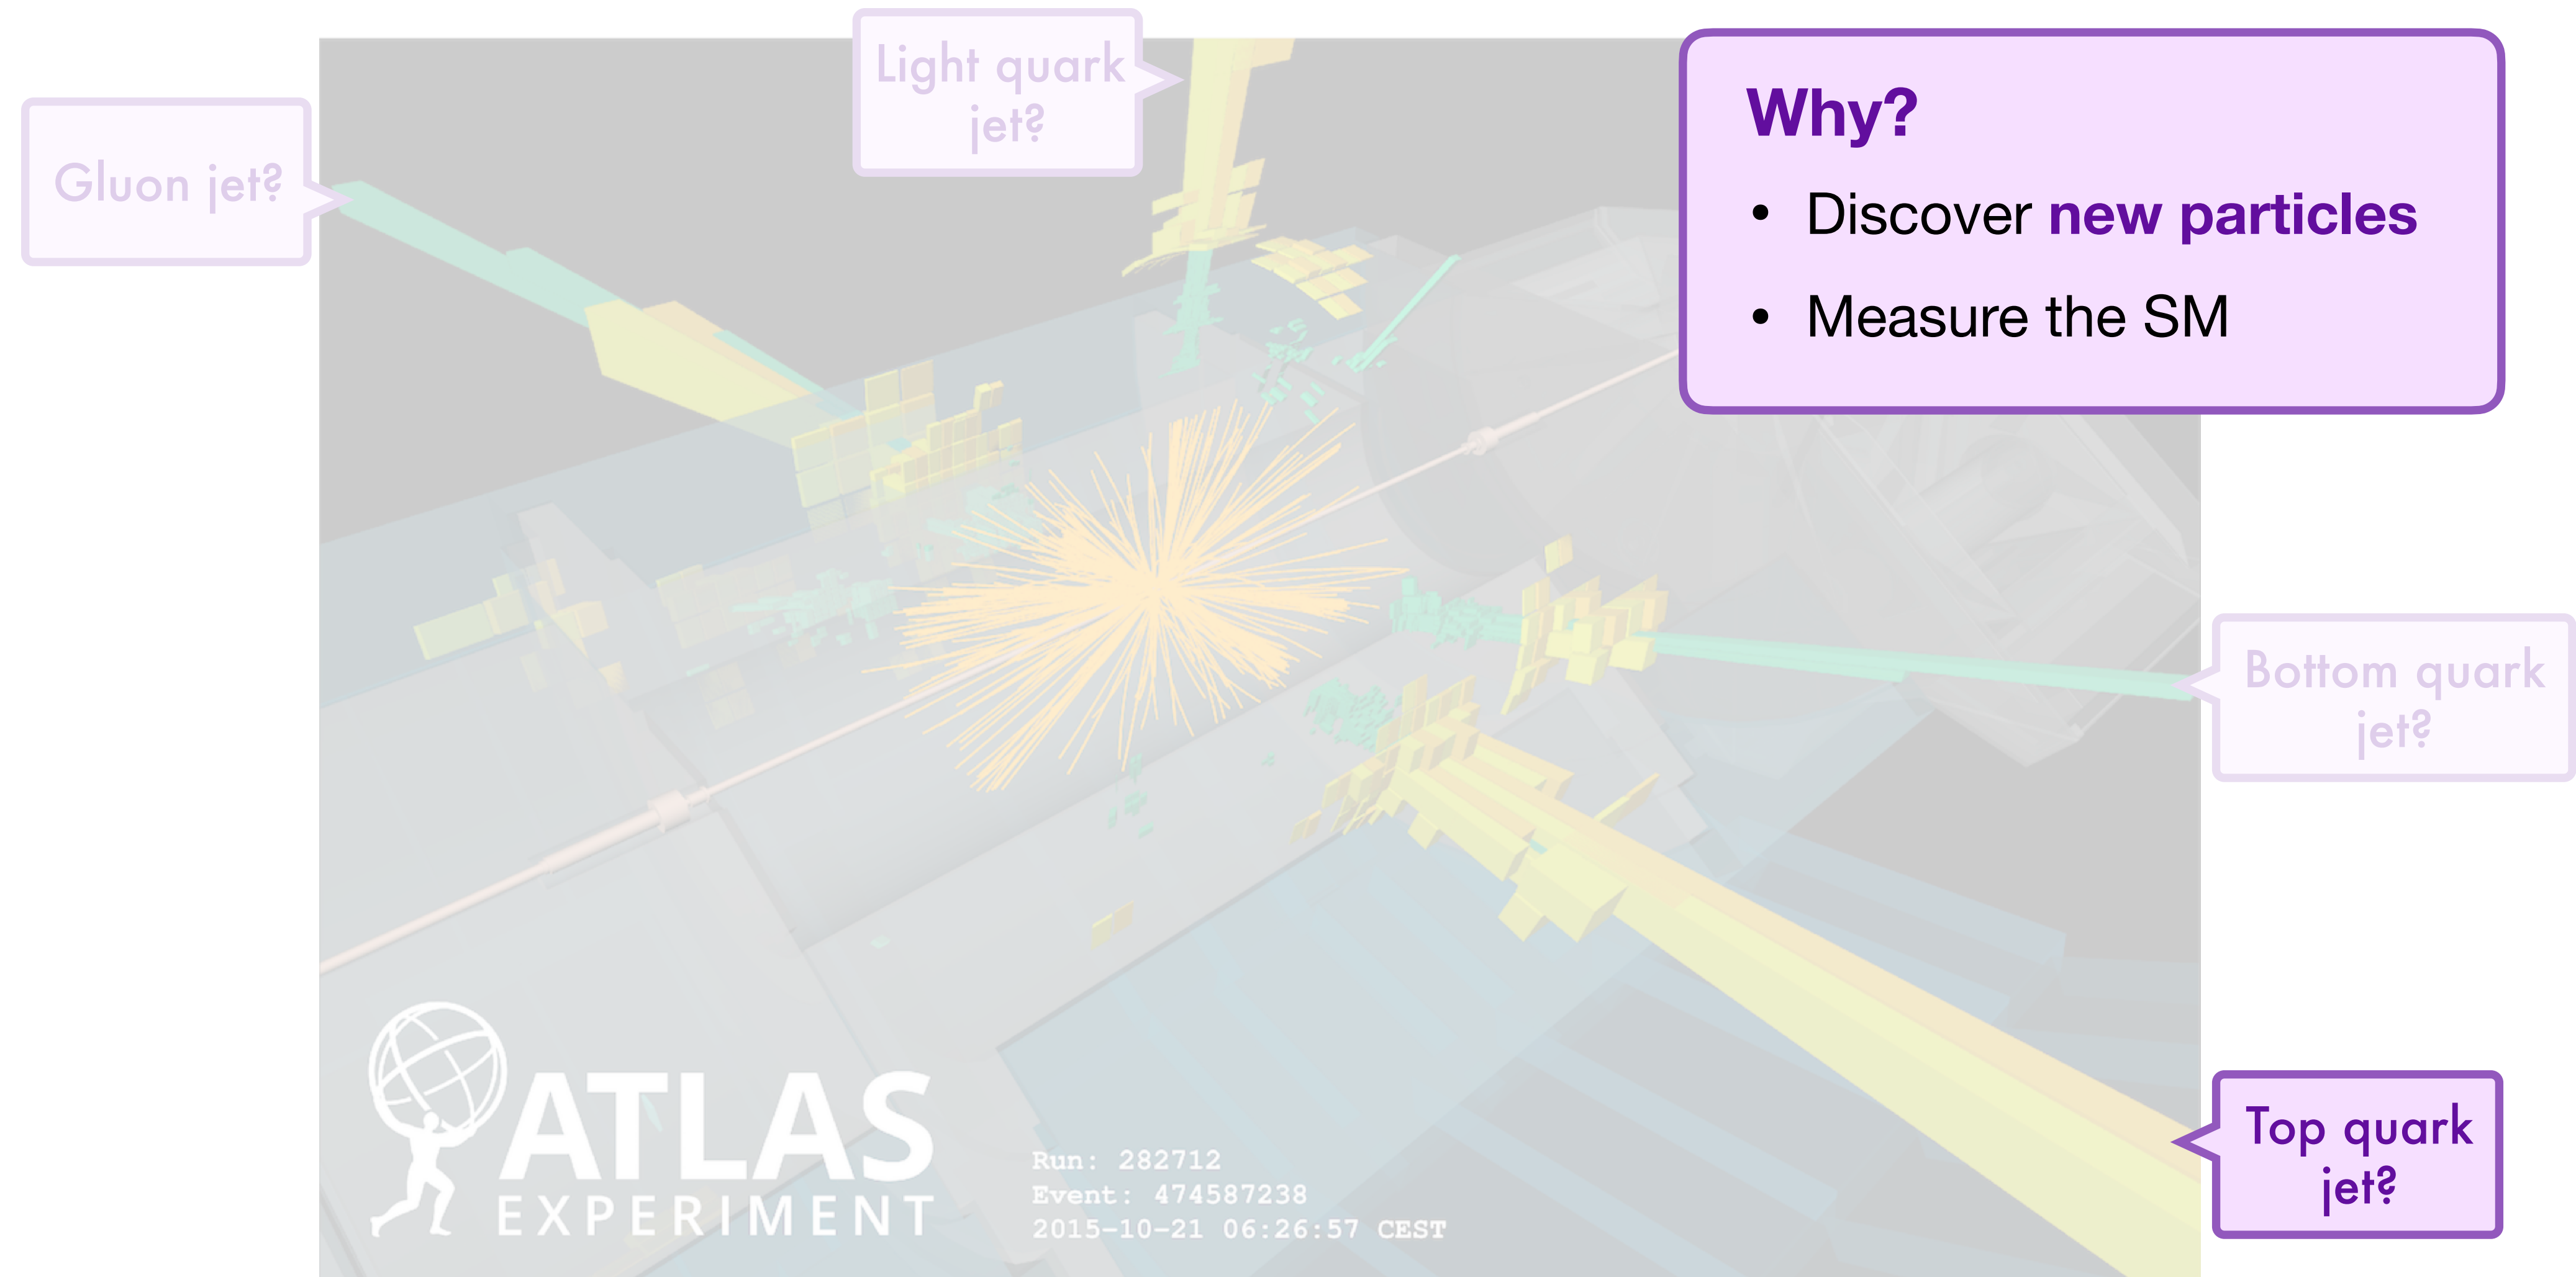 Light quark
jet?
Gluon jet?
Why?
• Discover new particles
• Measure the SM
Bottom quark
jet?
Top quark
jet?
ATLAS
EXPERIMENT
Run: 282712
Event: 474587238
2015-10-21 06:26:57 CEST